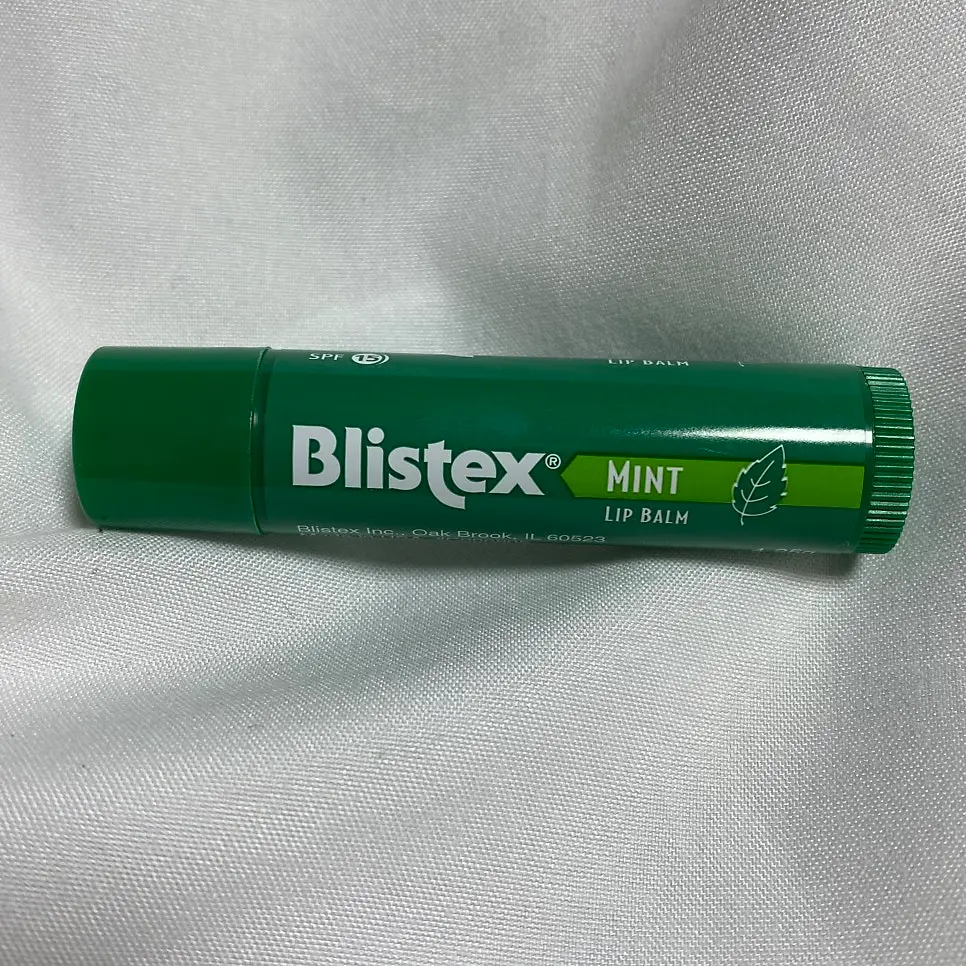 SPF 15
LIP BALM
Blistex®
MINT
LIP BALM
Blistex Inc., Oak Brook, IL 60523